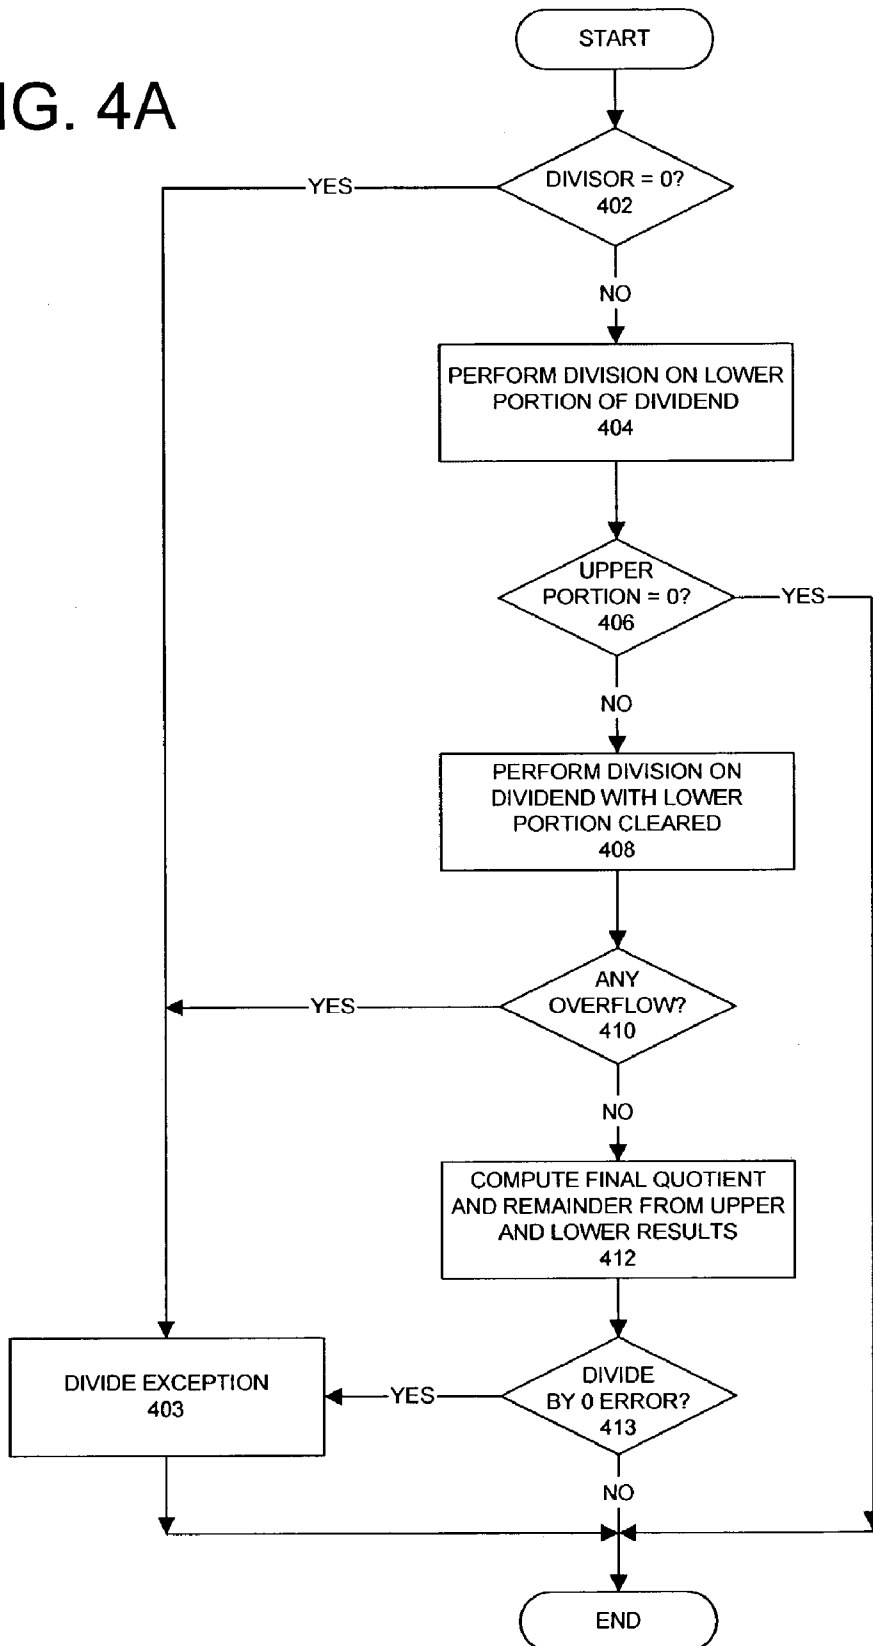 START
IG. 4A
DIVISOR = 0?
402
YES
NO
PERFORM DIVISION ON LOWER
PORTION OF DIVIDEND
404
UPPER
PORTION = 0?
406
YES
NO
PERFORM DIVISION ON
DIVIDEND WITH LOWER
PORTION CLEARED
408
ANY
OVERFLOW?
410
YES
NO
COMPUTE FINAL QUOTIENT
AND REMAINDER FROM UPPER
AND LOWER RESULTS
412
DIVIDE EXCEPTION
403
YES
DIVIDE
BY 0 ERROR?
413
NO
END